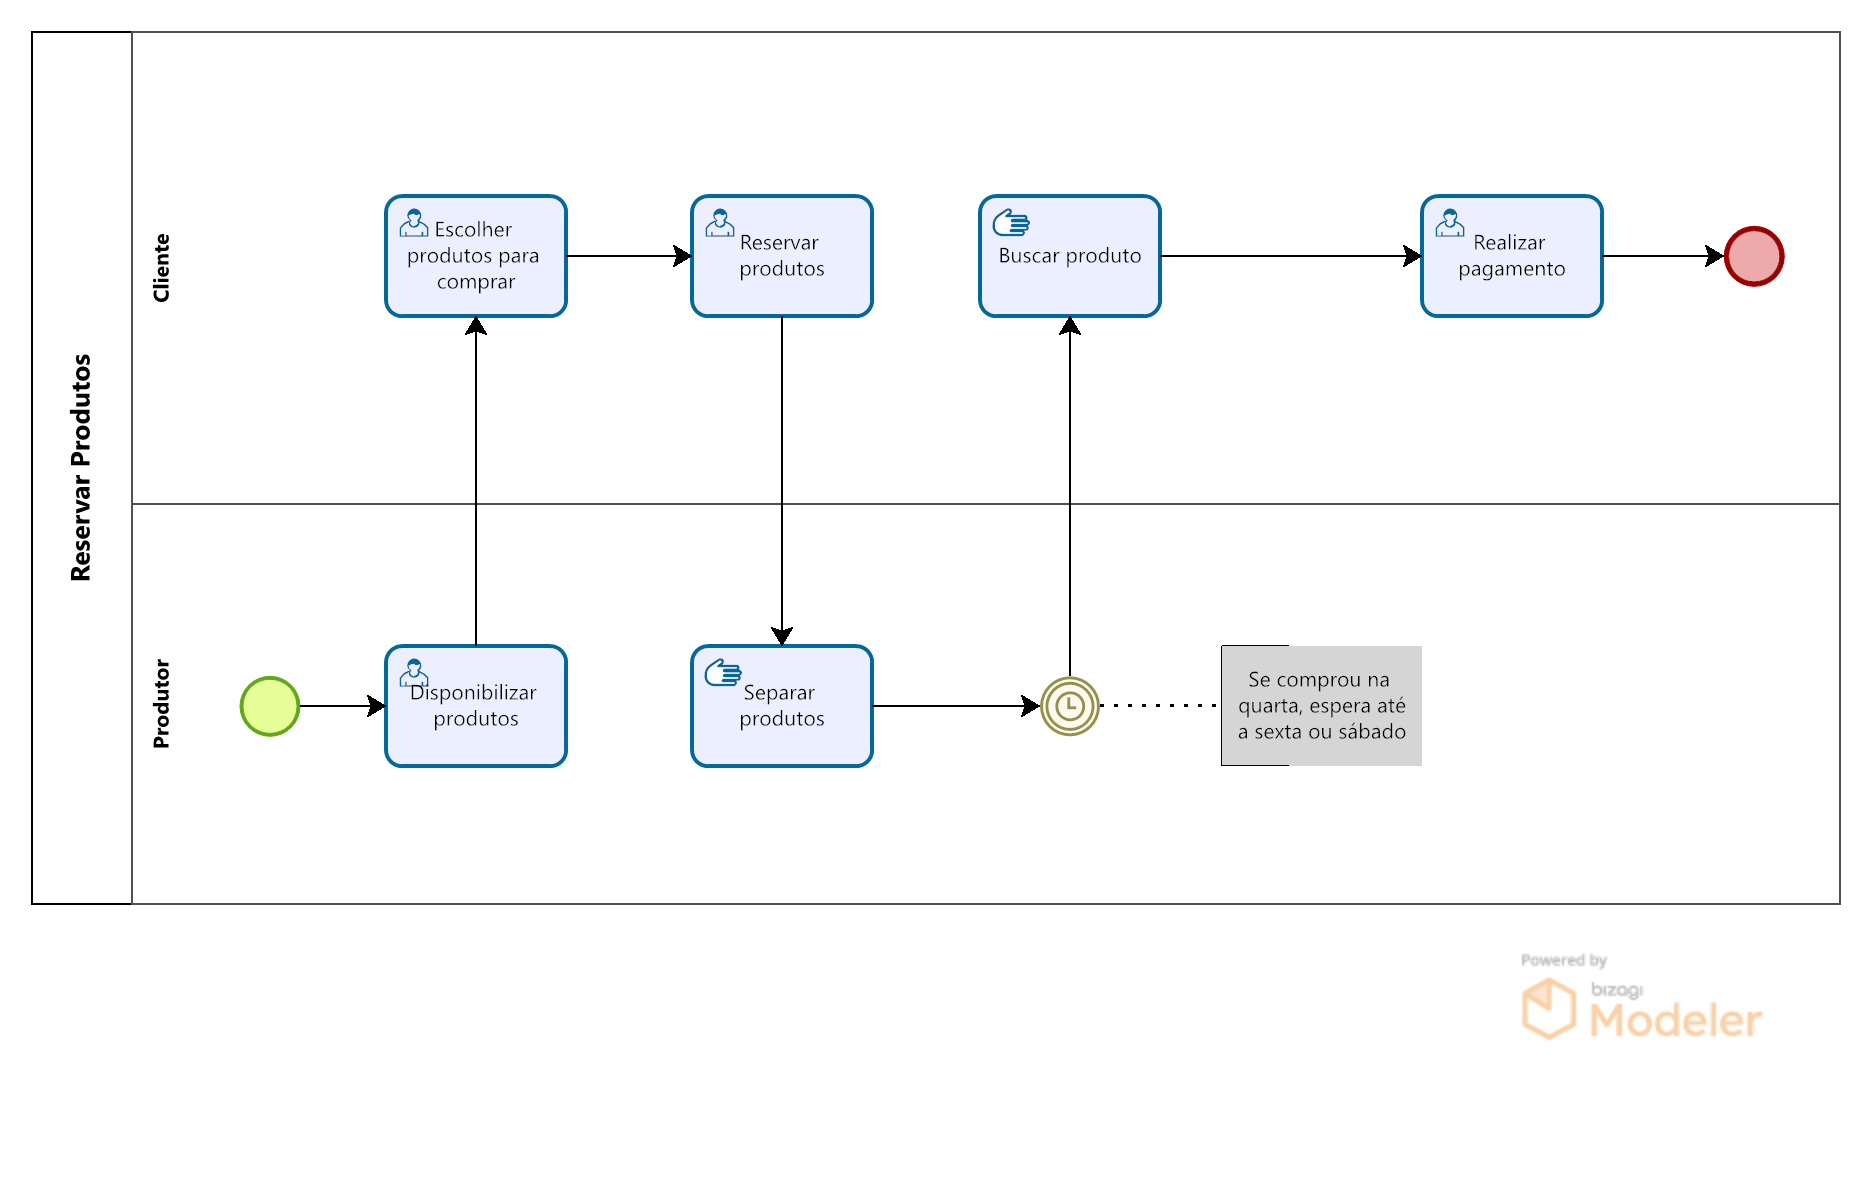 Reservar Produtos
Cliente
Escolher
produtos para
comprar
Reservar
produtos
Buscar produto
Realizar
pagamento
Produtor
Disponibilizar
produtos
Separar
produtos
Se comprou na
quarta, espera até
a sexta ou sábado
Powered by
bizagi
Modeler